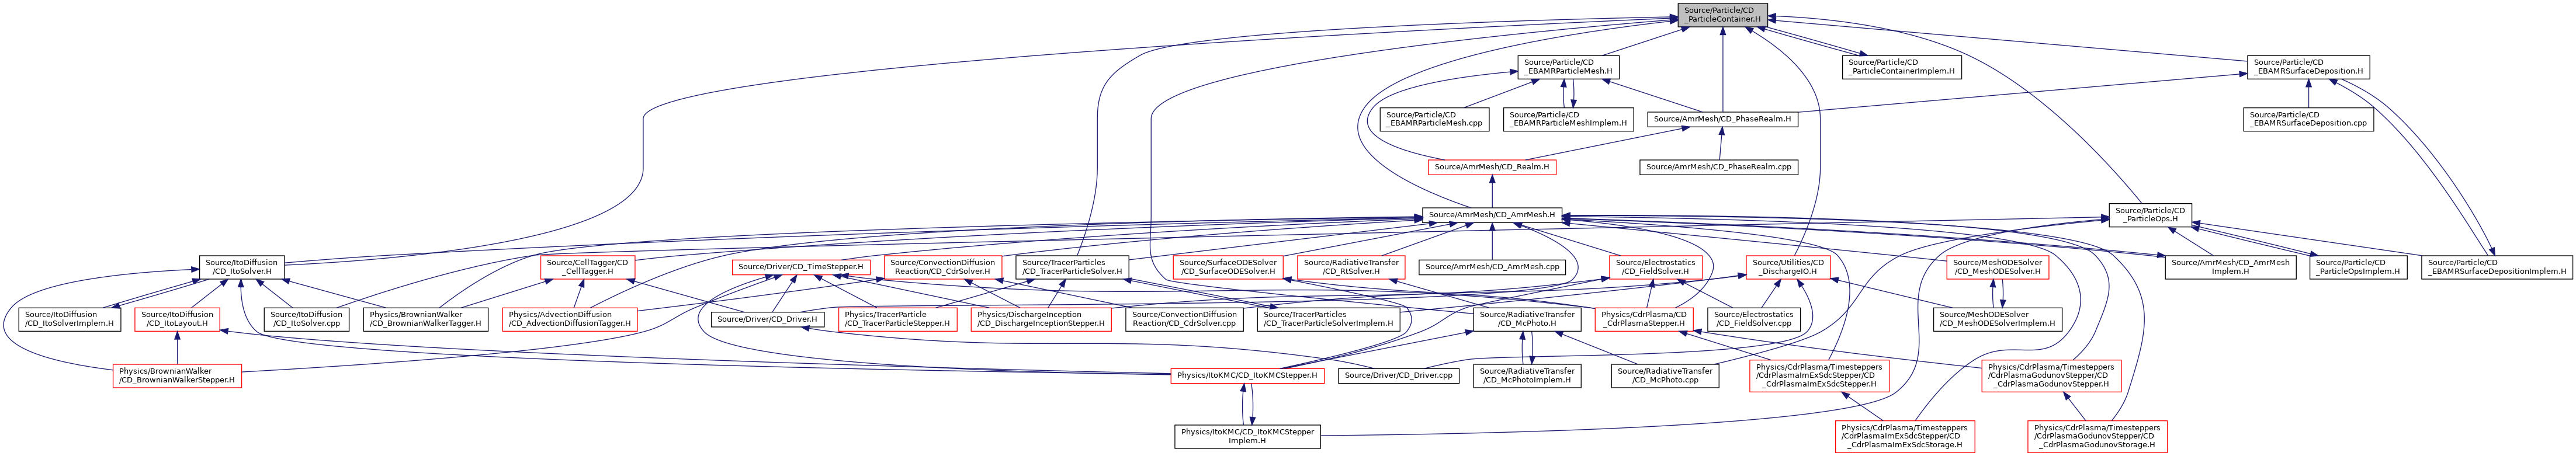 Source/Particle/CD
_ParticleContainer.H
Source/Particle/CD
_EBAMRParticleMesh.H
Source/Particle/CD
_ParticleContainerImplem.H
Source/Particle/CD
_EBAMRSurfaceDeposition.H
Source/Particle/CD
_EBAMRParticleMesh.cpp
Source/Particle/CD
_EBAMRParticleMeshImplem.H
Source/AmrMesh/CD_PhaseRealm.H
Source/Particle/CD
_EBAMRSurfaceDeposition.cpp
Source/AmrMesh/CD_Realm.H
Source/AmrMesh/CD_PhaseRealm.cpp
Source/AmrMesh/CD_AmrMesh.H
Source/Particle/CD
_ParticleOps.H
Source/ItoDiffusion
/CD_ItoSolver.H
Source/CellTagger/CD
_CellTagger.H
Source/Driver/CD_TimeStepper.H
Source/ConvectionDiffusion
Reaction/CD_CdrSolver.H
Source/TracerParticles
/CD_TracerParticleSolver.H
Source/SurfaceODESolver
/CD_SurfaceODESolver.H
Source/RadiativeTransfer
/CD_RtSolver.H
Source/AmrMesh/CD_AmrMesh.cpp
Source/Electrostatics
/CD_FieldSolver.H
Source/Utilities/CD
_DischargeIO.H
Source/MeshODESolver
/CD_MeshODESolver.H
Source/AmrMesh/CD_AmrMesh
Implem.H
Source/Particle/CD
_ParticleOpsImplem.H
Source/Particle/CD
_EBAMRSurfaceDepositionImplem.H
Source/ItoDiffusion
/CD_ItoSolverImplem.H
Source/ItoDiffusion
/CD_ItoLayout.H
Source/ItoDiffusion
/CD_ItoSolver.cpp
Physics/BrownianWalker
/CD_BrownianWalkerTagger.H
Physics/AdvectionDiffusion
/CD_AdvectionDiffusionTagger.H
Source/Driver/CD_Driver.H
Physics/TracerParticle
/CD_TracerParticleStepper.H
Physics/DischargeInception
/CD_DischargeInceptionStepper.H
Source/ConvectionDiffusion
Reaction/CD_CdrSolver.cpp
Source/TracerParticles
/CD_TracerParticleSolverImplem.H
Source/RadiativeTransfer
/CD_McPhoto.H
Physics/CdrPlasma/CD
_CdrPlasmaStepper.H
Source/Electrostatics
/CD_FieldSolver.cpp
Source/MeshODESolver
/CD_MeshODESolverImplem.H
Physics/BrownianWalker
/CD_BrownianWalkerStepper.H
Physics/ItoKMC/CD_ItoKMCStepper.H
Source/Driver/CD_Driver.cpp
Source/RadiativeTransfer
/CD_McPhotoImplem.H
Source/RadiativeTransfer
/CD_McPhoto.cpp
Physics/CdrPlasma/Timesteppers
/CdrPlasmaImExSdcStepper/CD
_CdrPlasmaImExSdcStepper.H
Physics/CdrPlasma/Timesteppers
/CdrPlasmaGodunovStepper/CD
_CdrPlasmaGodunovStepper.H
Physics/ItoKMC/CD_ItoKMCStepper
Implem.H
Physics/CdrPlasma/Timesteppers
/CdrPlasmaImExSdcStepper/CD
_CdrPlasmaImExSdcStorage.H
Physics/CdrPlasma/Timesteppers
/CdrPlasmaGodunovStepper/CD
_CdrPlasmaGodunovStorage.H